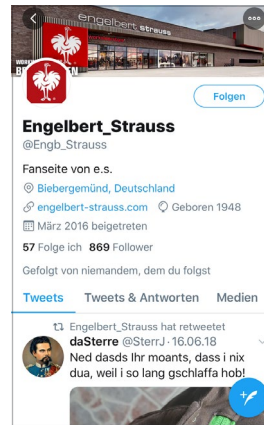 engelbert strauss
Folgen
Engelbert_Strauss
@Engb_Strauss
Fanseite von e.s.
Biebergemünd, Deutschland
engelbert-strauss.com Geboren 1948
März 2016 beigetreten
57 Folge ich 869 Follower
Gefolgt von niemandem, dem du folgst
Tweets Tweets & Antworten Medien
Engelbert_Strauss hat retweetet
daSterre @SterrJ · 16.06.18
Ned dasds Ihr moants, dass i nix
dua, weil i so lang gschlaffa hob!